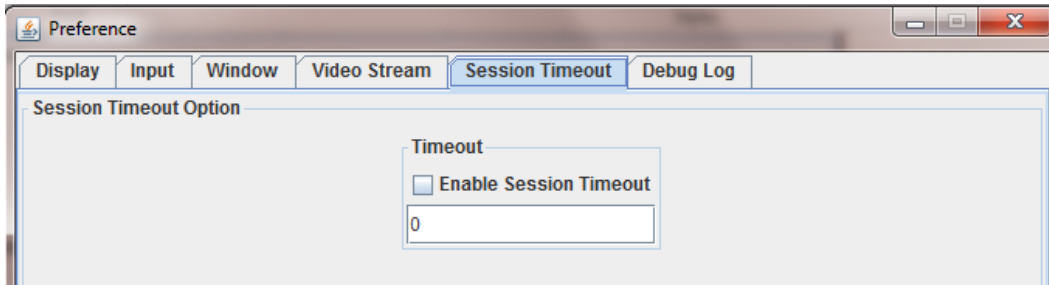 Preference
Display Input Window Video Stream Session Timeout Debug Log
Session Timeout Option
Timeout
Enable Session Timeout
0